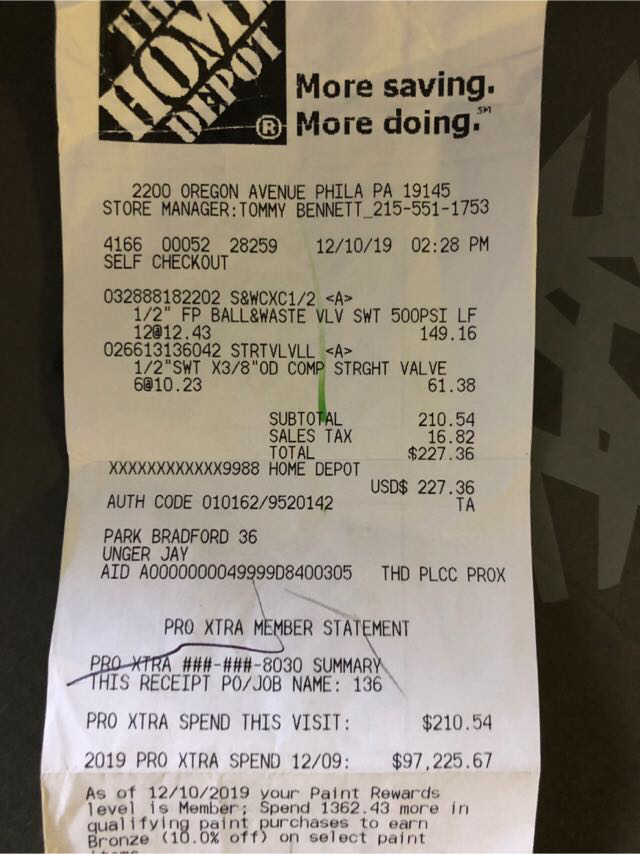 THE
HOME
DEPOT
®
More saving.
More doing.℠
2200 OREGON AVENUE PHILA PA 19145
STORE MANAGER:TOMMY BENNETT_215-551-1753
4166 00052 28259 12/10/19 02:28 PM
SELF CHECKOUT
032888182202 S&WCXC1/2 <A>
1/2" FP BALL&WASTE VLV SWT 500PSI LF
12@12.43 149.16
026613136042 STRTVLVLL <A>
1/2"SWT X3/8"OD COMP STRGHT VALVE
6@10.23 61.38
SUBTOTAL 210.54
SALES TAX 16.82
TOTAL $227.36
XXXXXXXXXXXX9988 HOME DEPOT
USD$ 227.36
AUTH CODE 010162/9520142 TA
PARK BRADFORD 36
UNGER JAY
AID A0000000049999D8400305 THD PLCC PROX
PRO XTRA MEMBER STATEMENT
PRO XTRA ###-###-8030 SUMMARY
THIS RECEIPT PO/JOB NAME: 136
PRO XTRA SPEND THIS VISIT: $210.54
2019 PRO XTRA SPEND 12/09: $97,225.67
As of 12/10/2019 your Paint Rewards
level is Member; Spend 1362.43 more in
qualifying paint purchases to earn
Bronze (10.0% off) on select paint